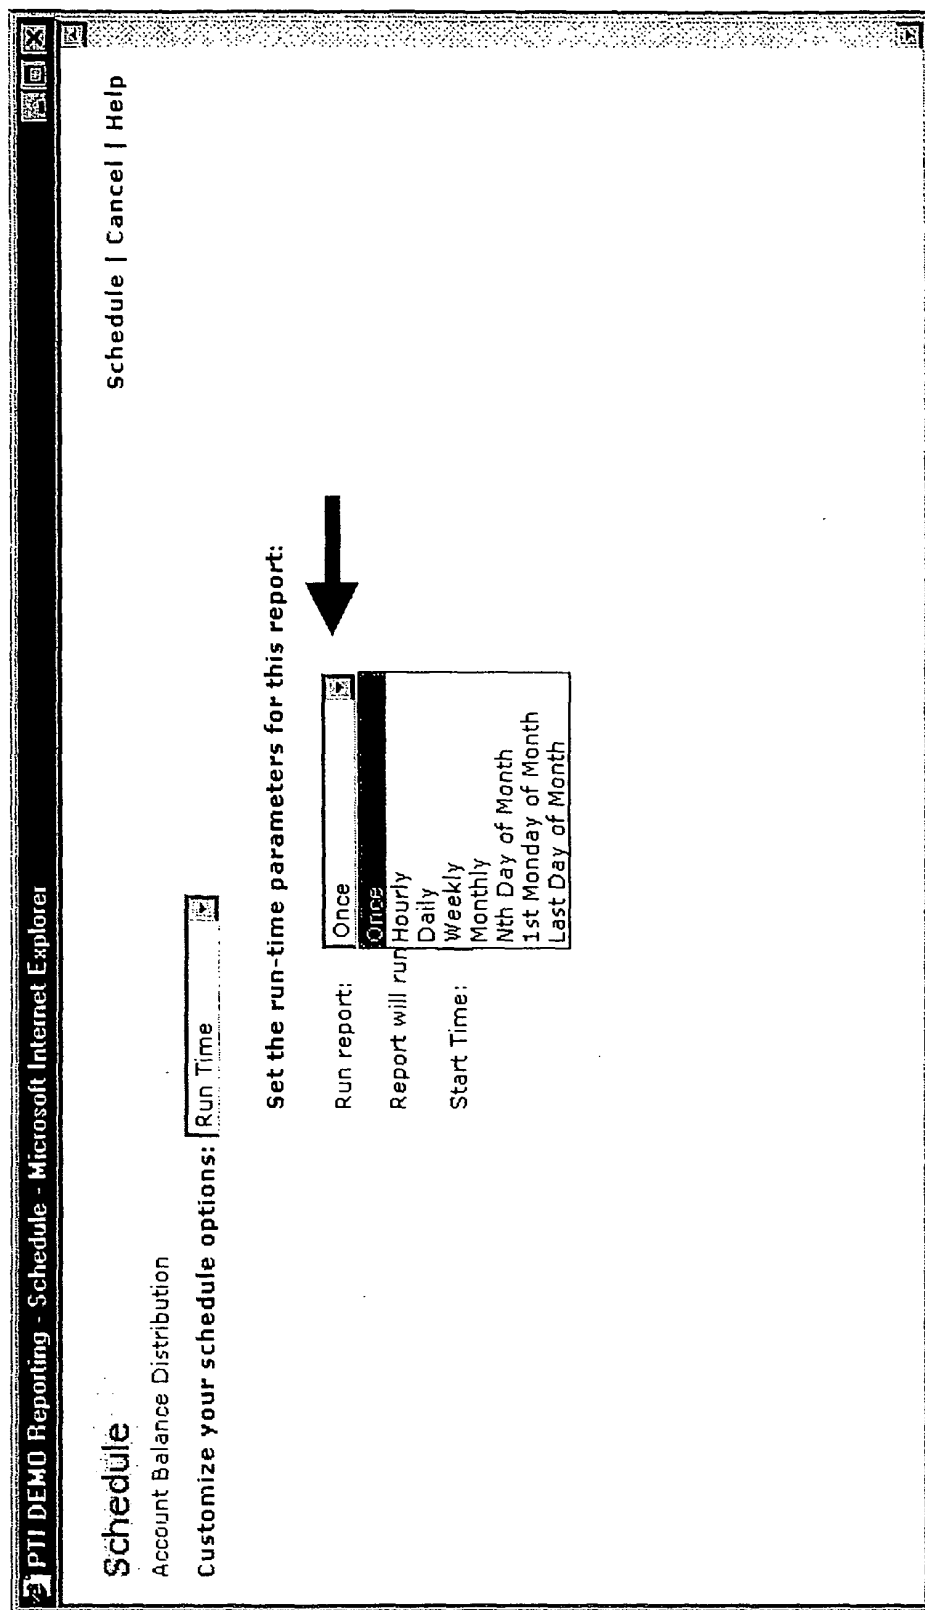 PTI DEMO Reporting - Schedule - Microsoft Internet Explorer
Schedule | Cancel | Help
Schedule
Account Balance Distribution
Customize your schedule options: Run Time
Set the run-time parameters for this report:
Run report: Once
Once
Report will run Hourly
Daily
Start Time: Weekly
Monthly
Nth Day of Month
1st Monday of Month
Last Day of Month